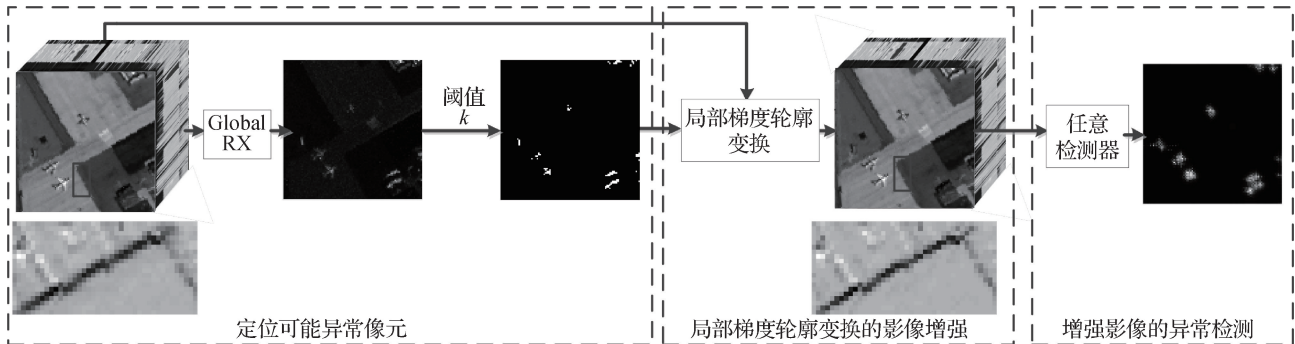 Global
RX
阈值
k
局部梯度轮廓
变换
任意
检测器
定位可能异常像元
局部梯度轮廓变换的影像增强
增强影像的异常检测